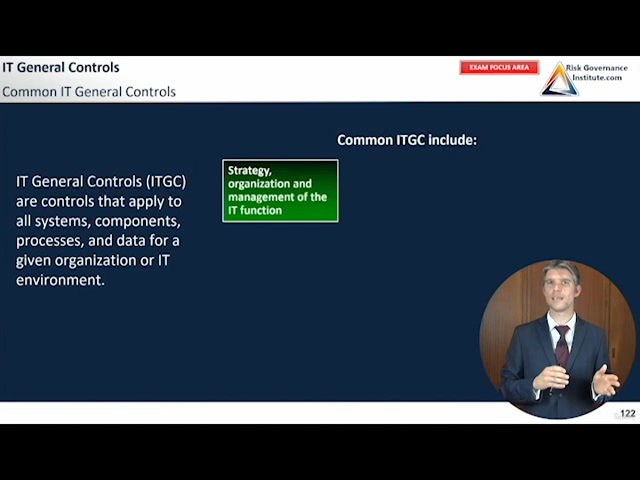 IT General Controls
EXAM FOCUS AREA
Risk Governance
Institute.com
Common IT General Controls
Common ITGC include:
IT General Controls (ITGC)
are controls that apply to
all systems, components,
processes, and data for a
given organization or IT
environment.
Strategy,
organization and
management of the
IT function
122